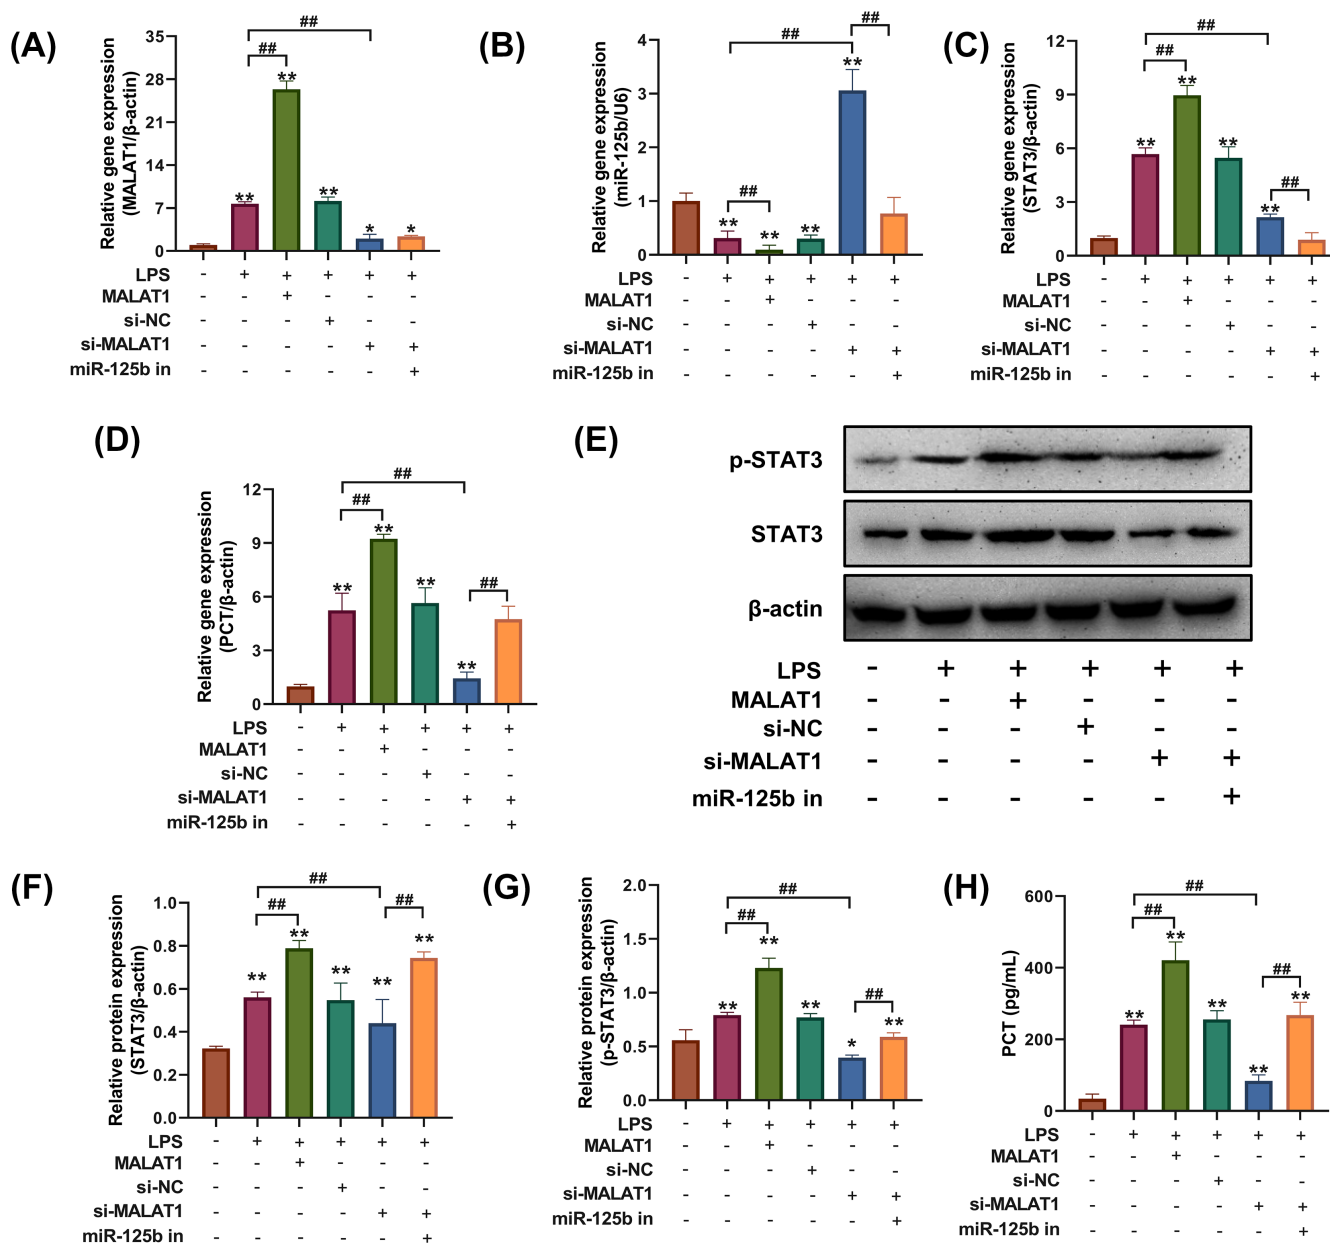 (A)
Relative gene expression
(MALAT1/β-actin)
35
28
21
14
7
0
##
##
** ** ** * *
LPS - + + + + +
MALAT1 - - + - - -
si-NC - - - + - -
si-MALAT1 - - - - + +
miR-125b in - - - - - +
(B)
Relative gene expression
(miR-125b/U6)
4
3
2
1
0
##
##
##
** ** ** **
LPS - + + + + +
MALAT1 - - + - - -
si-NC - - - + - -
si-MALAT1 - - - - + +
miR-125b in - - - - - +
(C)
Relative gene expression
(STAT3/β-actin)
12
9
6
3
0
##
##
##
** ** ** **
LPS - + + + + +
MALAT1 - - + - - -
si-NC - - - + - -
si-MALAT1 - - - - + +
miR-125b in - - - - - +
(D)
Relative gene expression
(PCT/β-actin)
12
9
6
3
0
##
##
##
** ** ** **
LPS - + + + + +
MALAT1 - - + - - -
si-NC - - - + - -
si-MALAT1 - - - - + +
miR-125b in - - - - - +
(E)
p-STAT3
STAT3
β-actin
LPS - + + + + +
MALAT1 - - + - - -
si-NC - - - + - -
si-MALAT1 - - - - + +
miR-125b in - - - - - +
(F)
Relative protein expression
(STAT3/β-actin)
1.0
0.8
0.6
0.4
0.2
0.0
##
##
##
** ** ** ** **
LPS - + + + + +
MALAT1 - - + - - -
si-NC - - - + - -
si-MALAT1 - - - - + +
miR-125b in - - - - - +
(G)
Relative protein expression
(p-STAT3/β-actin)
2.0
1.5
1.0
0.5
0.0
##
##
##
** ** ** * **
LPS - + + + + +
MALAT1 - - + - - -
si-NC - - - + - -
si-MALAT1 - - - - + +
miR-125b in - - - - - +
(H)
PCT (pg/mL)
600
400
200
0
##
##
##
** ** ** ** **
LPS - + + + + +
MALAT1 - - + - - -
si-NC - - - + - -
si-MALAT1 - - - - + +
miR-125b in - - - - - +